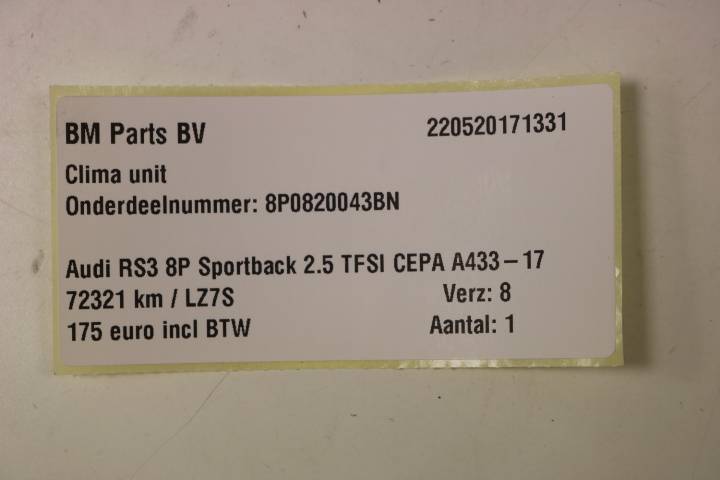 BM Parts BV 220520171331
Clima unit
Onderdeelnummer: 8P0820043BN
Audi RS3 8P Sportback 2.5 TFSI CEPA A433-17
72321 km / LZ7S Verz: 8
175 euro incl BTW Aantal: 1